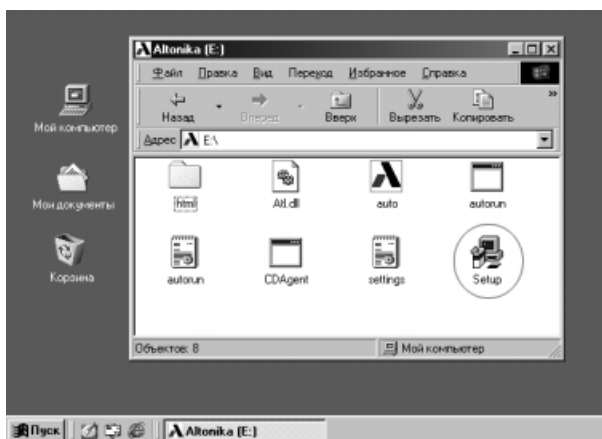 Altonika (E:)
Файл Правка Вид Переход Избранное Справка
Назад Вперед Вверх Вырезать Копировать »
Адрес E:\
html Atl.dll auto autorun
autorun CDAgent settings Setup
Объектов: 8 Мой компьютер
Мой компьютер
Мои документы
Корзина
Пуск Altonika (E:)